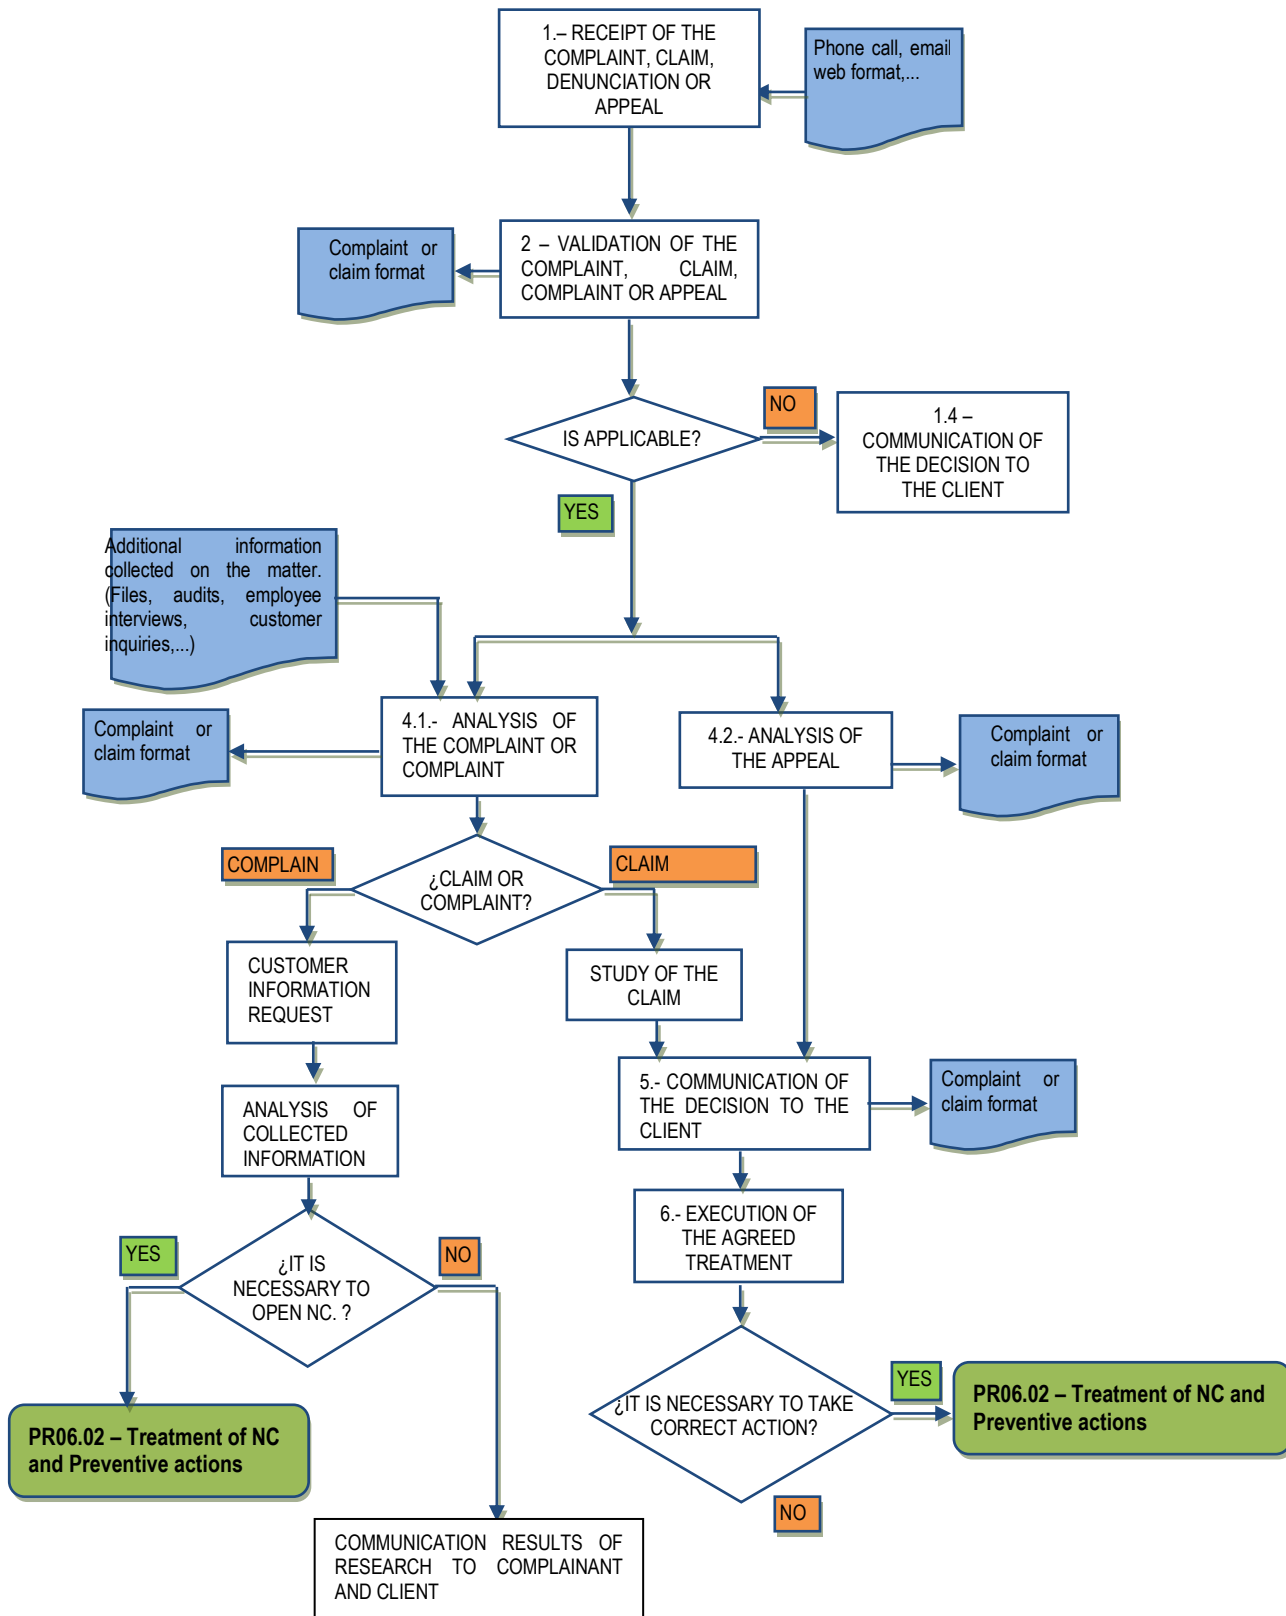 1.– RECEIPT OF THE
COMPLAINT, CLAIM,
DENUNCIATION OR
APPEAL
Phone call, email
web format,...
Complaint or
claim format
2 – VALIDATION OF THE
COMPLAINT, CLAIM,
COMPLAINT OR APPEAL
IS APPLICABLE?
NO
1.4 –
COMMUNICATION OF
THE DECISION TO
THE CLIENT
YES
Additional information
collected on the matter.
(Files, audits, employee
interviews, customer
inquiries,...)
Complaint or
claim format
4.1.- ANALYSIS OF
THE COMPLAINT OR
COMPLAINT
4.2.- ANALYSIS OF
THE APPEAL
Complaint or
claim format
COMPLAIN
¿CLAIM OR
COMPLAINT?
CLAIM
CUSTOMER
INFORMATION
REQUEST
STUDY OF THE
CLAIM
ANALYSIS OF
COLLECTED
INFORMATION
5.- COMMUNICATION OF
THE DECISION TO THE
CLIENT
Complaint or
claim format
6.- EXECUTION OF
THE AGREED
TREATMENT
YES
¿IT IS
NECESSARY TO
OPEN NC. ?
NO
¿IT IS NECESSARY TO TAKE
CORRECT ACTION?
YES
PR06.02 – Treatment of NC and
Preventive actions
PR06.02 – Treatment of NC
and Preventive actions
NO
COMMUNICATION RESULTS OF
RESEARCH TO COMPLAINANT
AND CLIENT